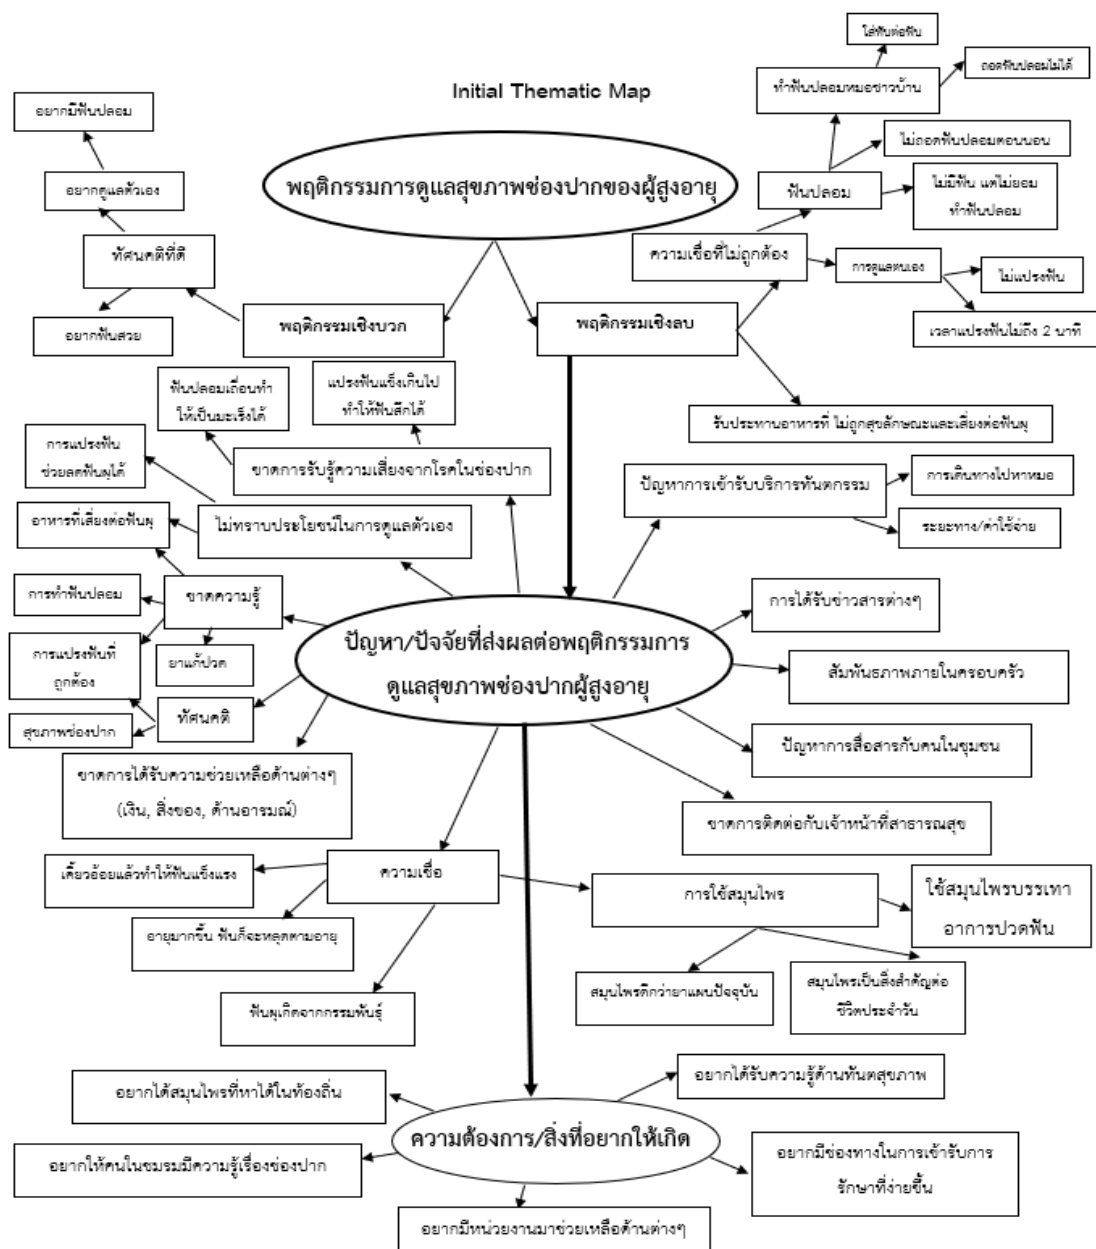 Initial Thematic Map
พฤติกรรมการดูแลสุขภาพช่องปากของผู้สูงอายุ
พฤติกรรมเชิงบวก
ทัศนคติที่ดี
อยากดูแลตัวเอง
อยากมีฟันปลอม
อยากฟันสวย
พฤติกรรมเชิงลบ
ความเชื่อที่ไม่ถูกต้อง
ฟันปลอม
ทำฟันปลอมหมอชาวบ้าน
ใส่ฟันต่อฟัน
ถอดฟันปลอมไม่ได้
ไม่ถอดฟันปลอมตอนนอน
ไม่มีฟัน แต่ไม่ยอม
ทำฟันปลอม
การดูแลตนเอง
ไม่แปรงฟัน
เวลาแปรงฟันไม่ถึง 2 นาที
รับประทานอาหารที่ ไม่ถูกสุขลักษณะและเสี่ยงต่อฟันผุ
ปัญหา/ปัจจัยที่ส่งผลต่อพฤติกรรมการ
ดูแลสุขภาพช่องปากผู้สูงอายุ
ขาดการรับรู้ความเสี่ยงจากโรคในช่องปาก
ฟันปลอมเถื่อนทำ
ให้เป็นมะเร็งได้
แปรงฟันแข็งเกินไป
ทำให้ฟันสึกได้
ไม่ทราบประโยชน์ในการดูแลตัวเอง
การแปรงฟัน
ช่วยลดฟันผุได้
อาหารที่เสี่ยงต่อฟันผุ
ขาดความรู้
การทำฟันปลอม
การแปรงฟันที่
ถูกต้อง
ยาแก้ปวด
ทัศนคติ
สุขภาพช่องปาก
ขาดการได้รับความช่วยเหลือด้านต่างๆ
(เงิน, สิ่งของ, ด้านอารมณ์)
ปัญหาการเข้ารับบริการทันตกรรม
การเดินทางไปหาหมอ
ระยะทาง/ค่าใช้จ่าย
การได้รับข่าวสารต่างๆ
สัมพันธภาพภายในครอบครัว
ปัญหาการสื่อสารกับคนในชุมชน
ขาดการติดต่อกับเจ้าหน้าที่สาธารณสุข
ความเชื่อ
เคี้ยวอ้อยแล้วทำให้ฟันแข็งแรง
อายุมากขึ้น ฟันก็จะหลุดตามอายุ
ฟันผุเกิดจากกรรมพันธุ์
การใช้สมุนไพร
ใช้สมุนไพรบรรเทา
อาการปวดฟัน
สมุนไพรดีกว่ายาแผนปัจจุบัน
สมุนไพรเป็นสิ่งสำคัญต่อ
ชีวิตประจำวัน
ความต้องการ/สิ่งที่อยากให้เกิด
อยากได้สมุนไพรที่หาได้ในท้องถิ่น
อยากได้รับความรู้ด้านทันตสุขภาพ
อยากให้คนในชมรมมีความรู้เรื่องช่องปาก
อยากมีช่องทางในการเข้ารับการ
รักษาที่ง่ายขึ้น
อยากมีหน่วยงานมาช่วยเหลือด้านต่างๆ